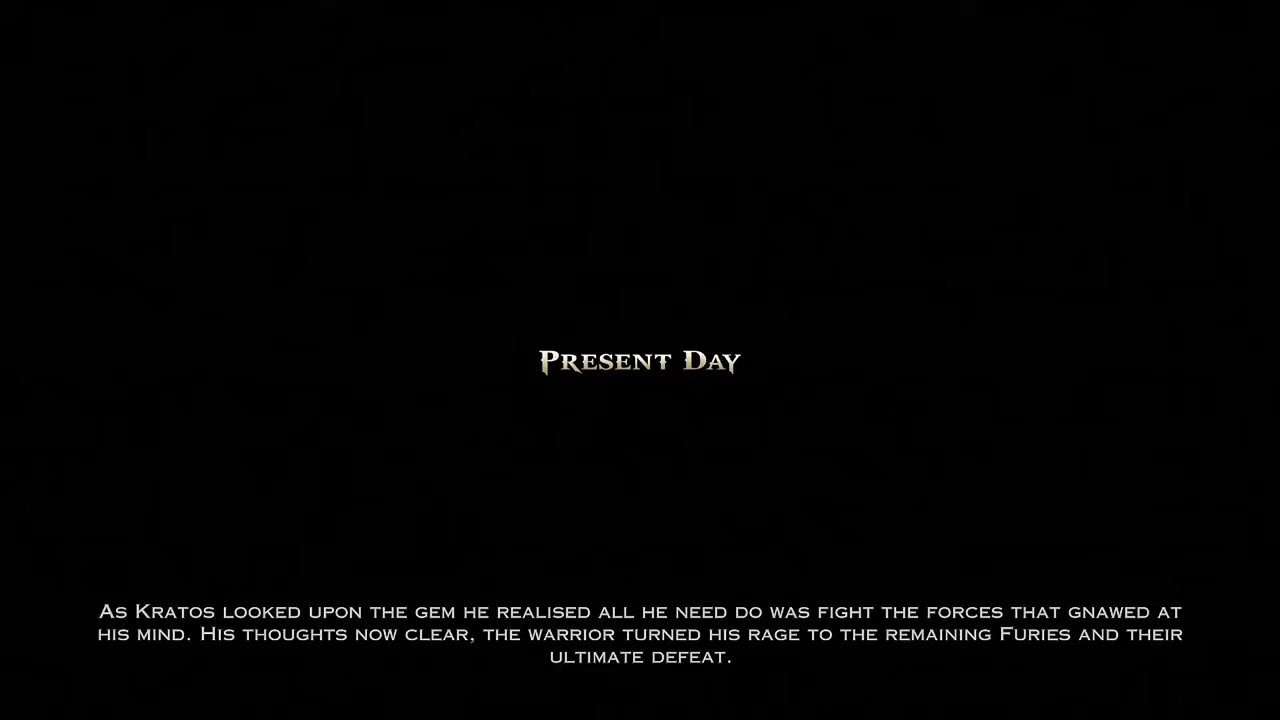 Present Day
As Kratos looked upon the gem he realised all he need do was fight the forces that gnawed at
his mind. His thoughts now clear, the warrior turned his rage to the remaining Furies and their
ultimate defeat.